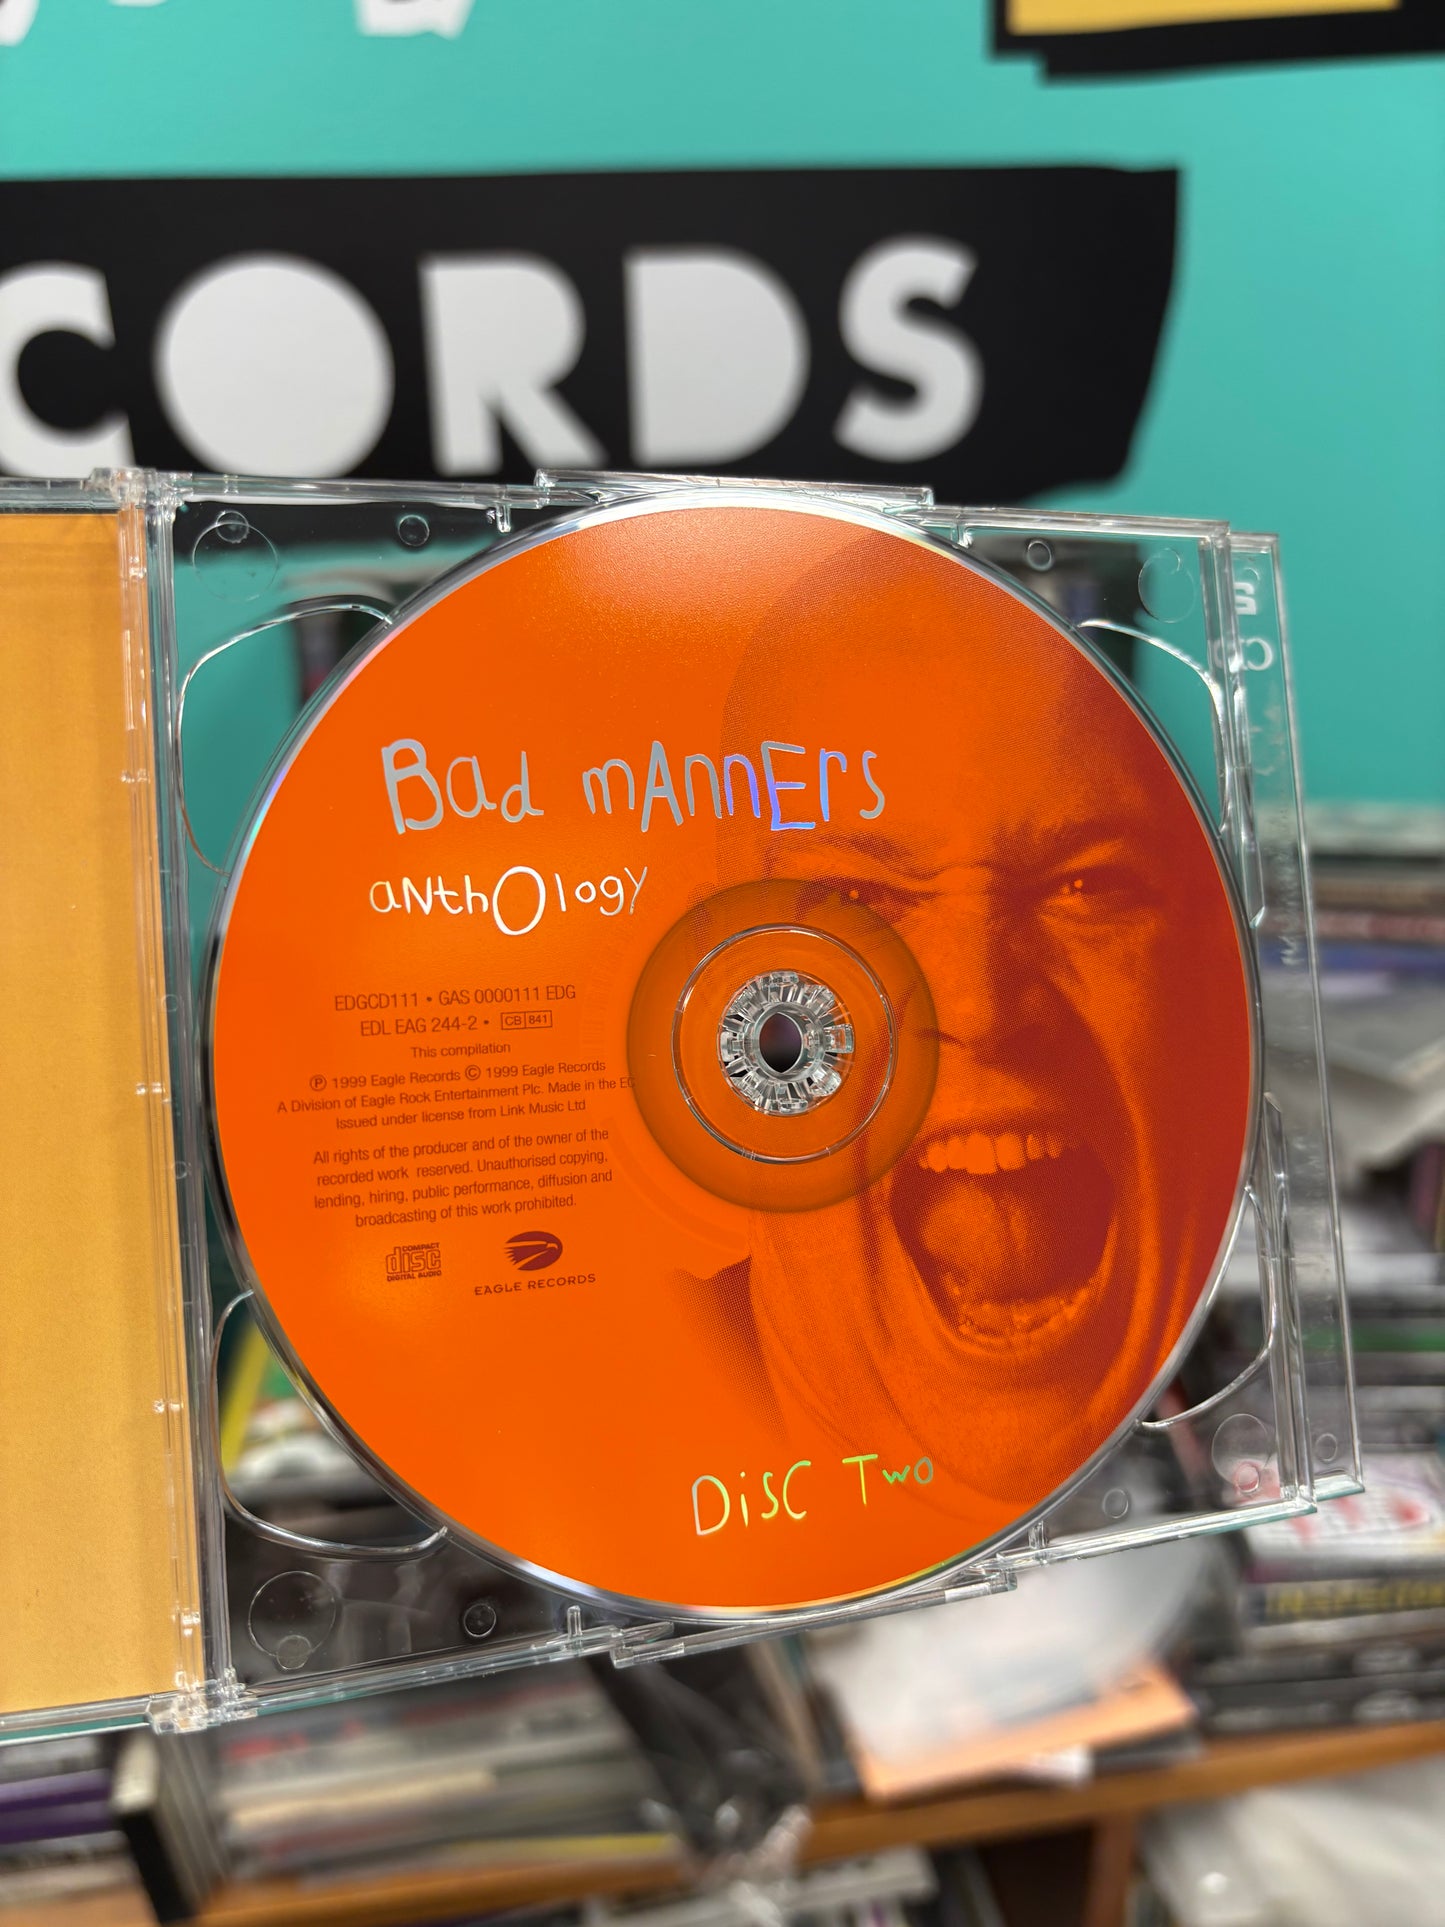 CORDS
Bad mAnnErs
aNthOlogy
EDGCD111 • GAS 0000111 EDG
EDL EAG 244-2 • CB 841
This compilation
℗ 1999 Eagle Records © 1999 Eagle Records
A Division of Eagle Rock Entertainment Plc. Made in the EC
Issued under license from Link Music Ltd
All rights of the producer and of the owner of the
recorded work reserved. Unauthorised copying,
lending, hiring, public performance, diffusion and
broadcasting of this work prohibited.
COMPACT
disc
DIGITAL AUDIO
EAGLE RECORDS
DiSC Two